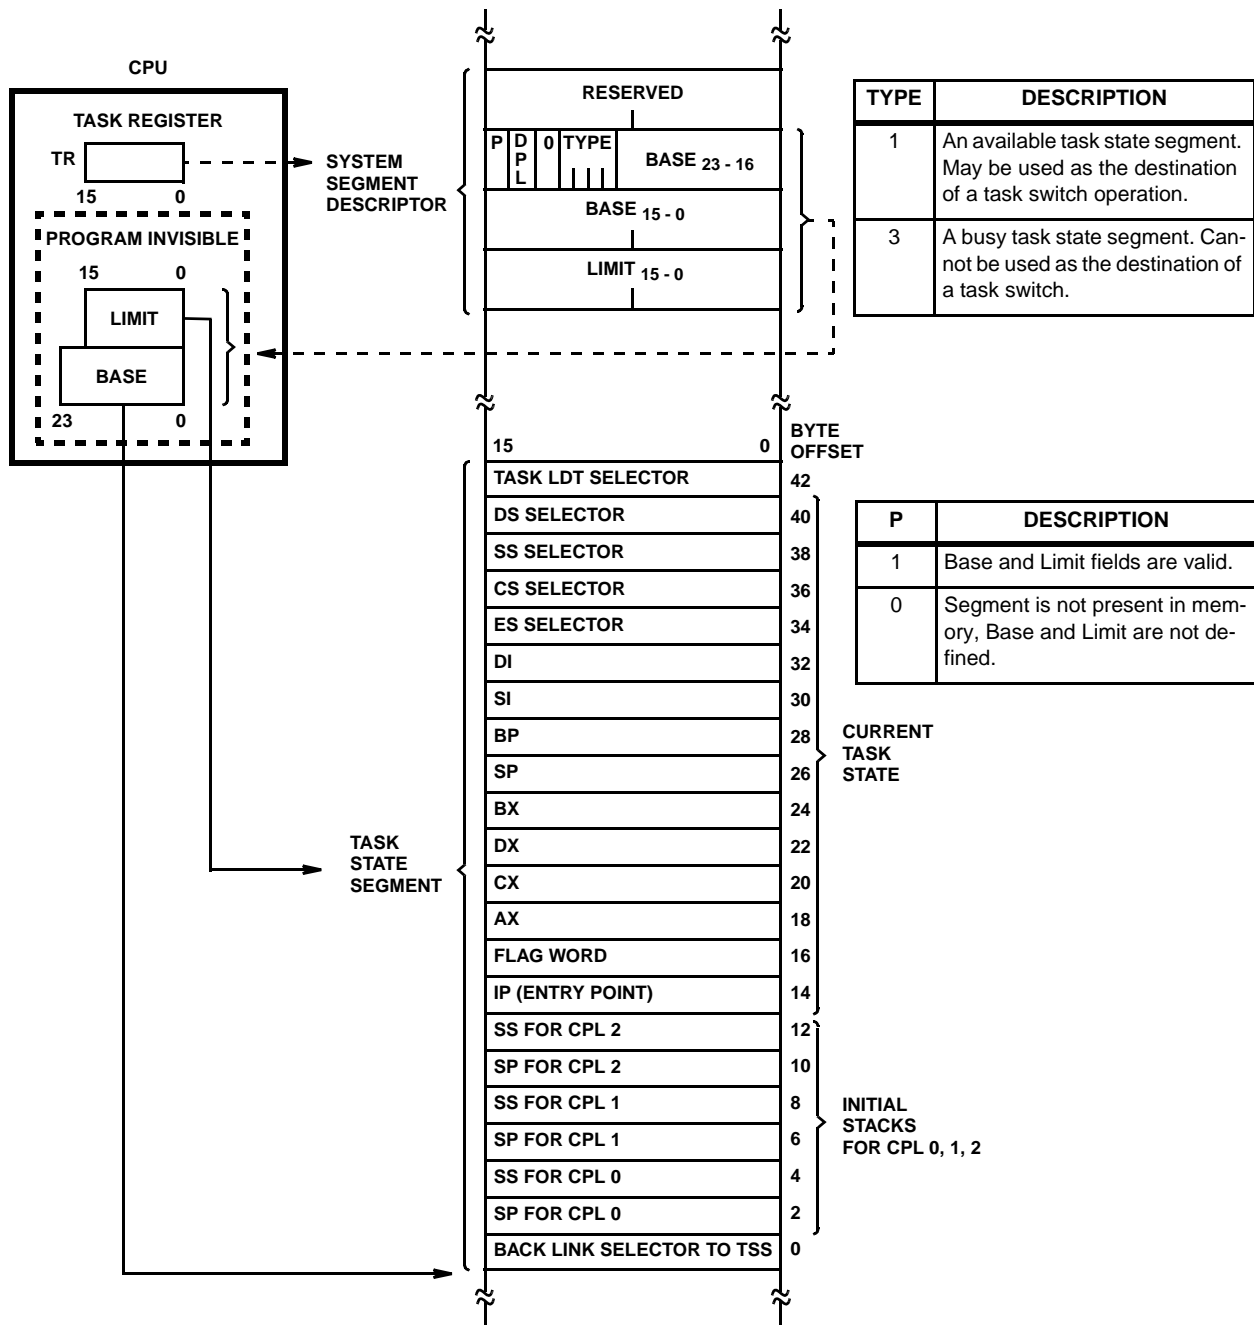 CPU
TASK REGISTER
TR
15 0
PROGRAM INVISIBLE
15 0
LIMIT
BASE
23 0
SYSTEM
SEGMENT
DESCRIPTOR
RESERVED
P DPL 0 TYPE BASE 23 - 16
BASE 15 - 0
LIMIT 15 - 0
TYPE DESCRIPTION
1 An available task state segment.
May be used as the destination
of a task switch operation.
3 A busy task state segment. Can-
not be used as the destination of
a task switch.
15 0 BYTE
OFFSET
TASK LDT SELECTOR 42
DS SELECTOR 40
SS SELECTOR 38
CS SELECTOR 36
ES SELECTOR 34
DI 32
SI 30
BP 28
SP 26
BX 24
DX 22
CX 20
AX 18
FLAG WORD 16
IP (ENTRY POINT) 14
SS FOR CPL 2 12
SP FOR CPL 2 10
SS FOR CPL 1 8
SP FOR CPL 1 6
SS FOR CPL 0 4
SP FOR CPL 0 2
BACK LINK SELECTOR TO TSS 0
TASK
STATE
SEGMENT
CURRENT
TASK
STATE
INITIAL
STACKS
FOR CPL 0, 1, 2
P DESCRIPTION
1 Base and Limit fields are valid.
0 Segment is not present in mem-
ory, Base and Limit are not de-
fined.